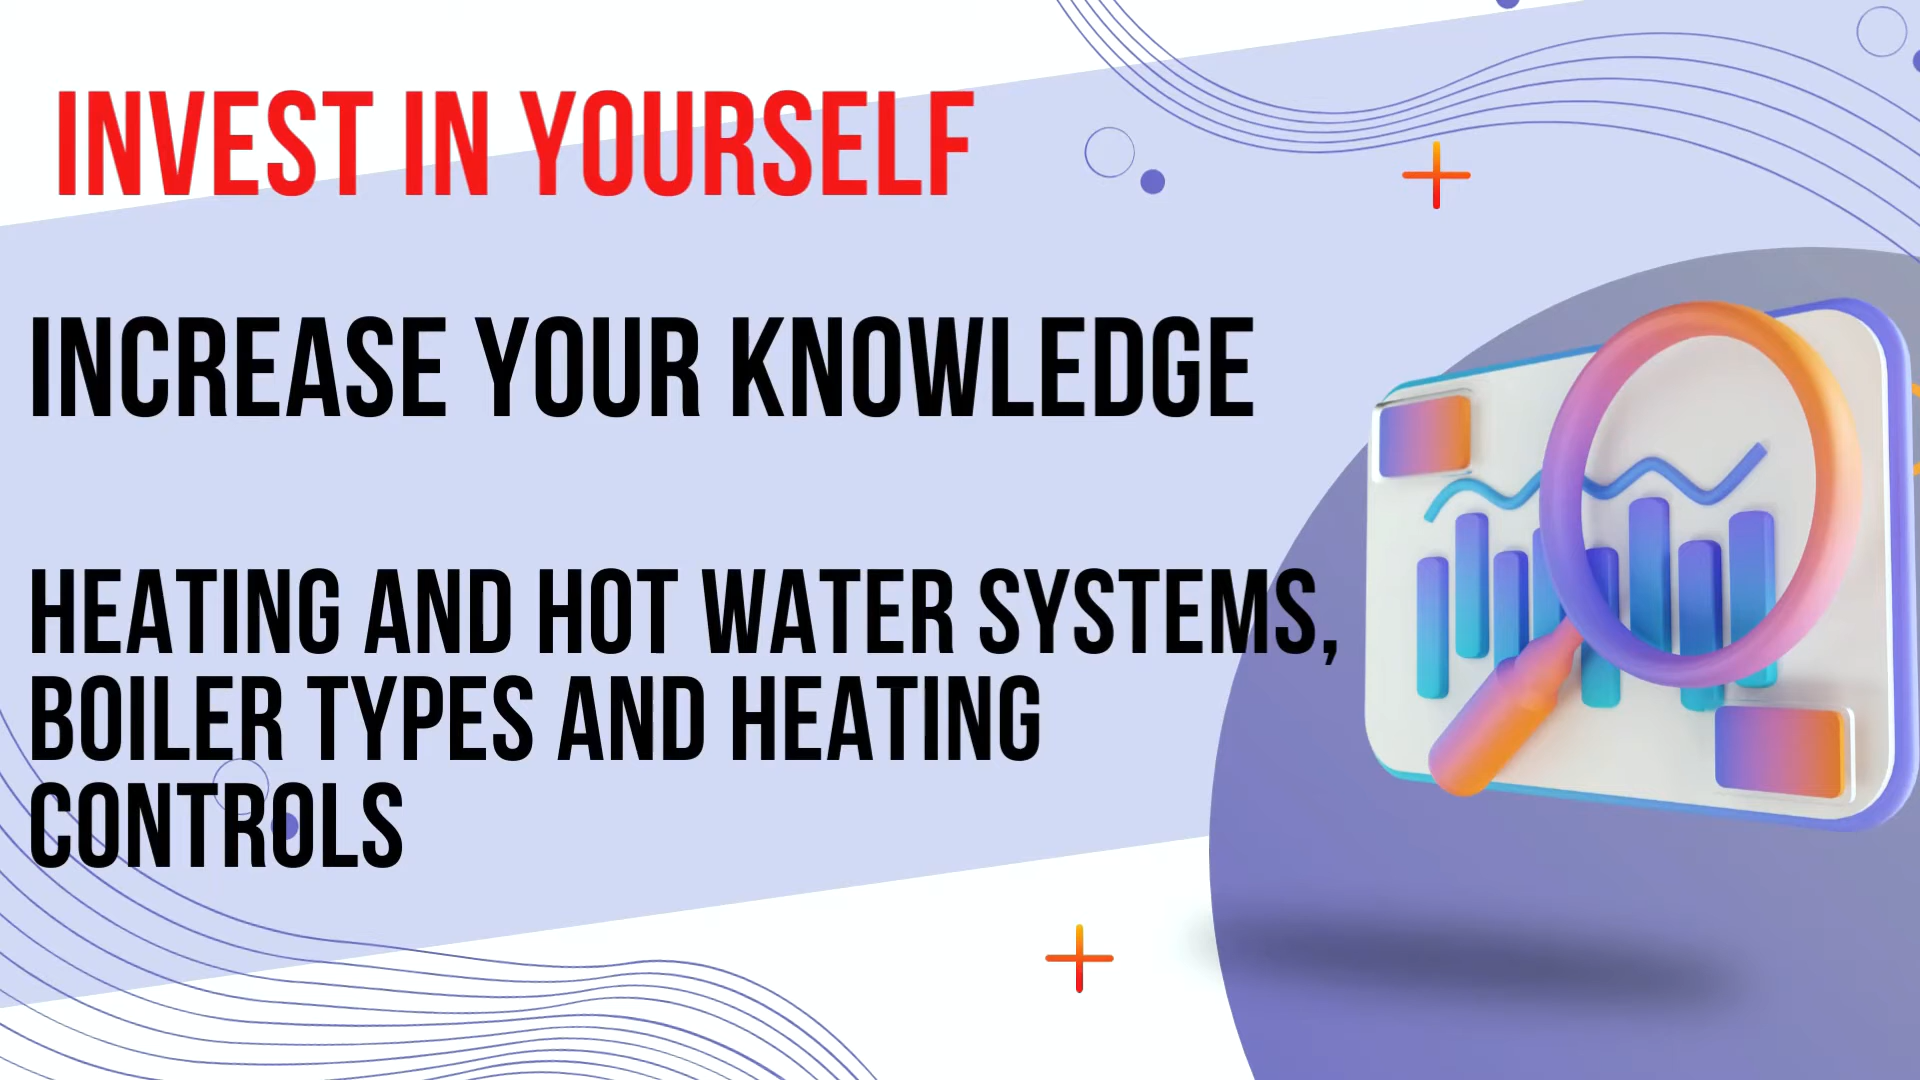 INVEST IN YOURSELF
INCREASE YOUR KNOWLEDGE
HEATING AND HOT WATER SYSTEMS,
BOILER TYPES AND HEATING
CONTROLS